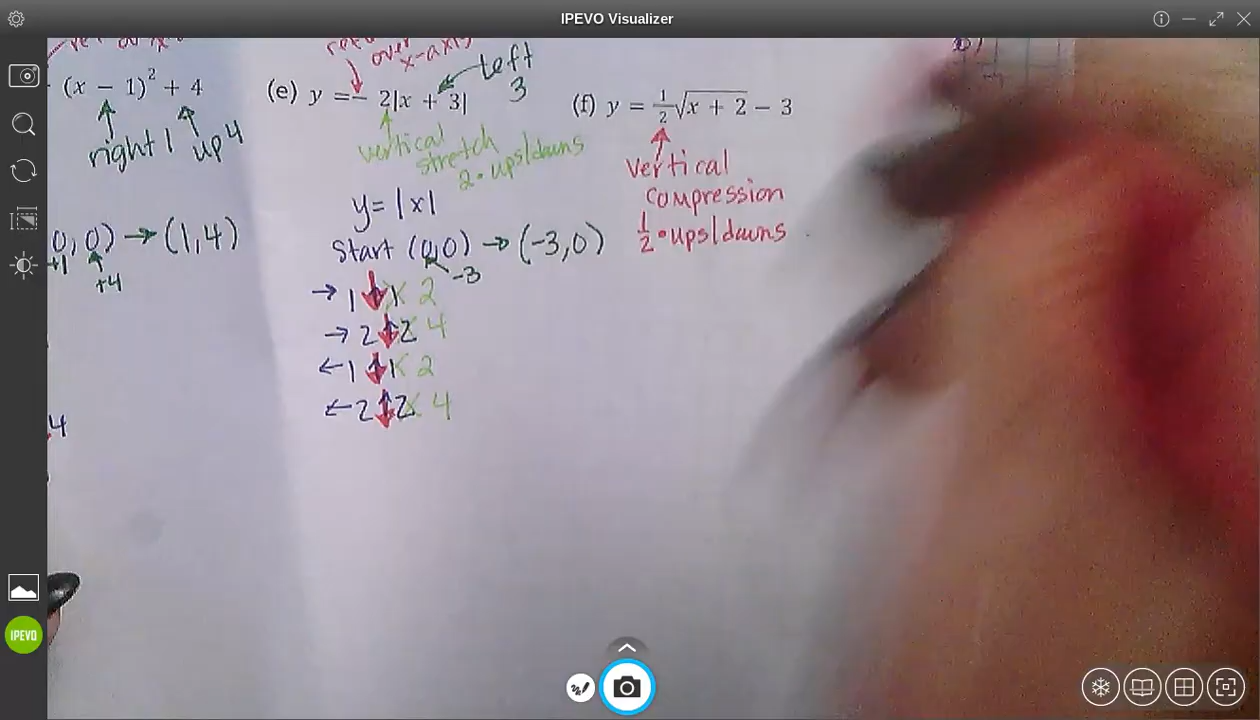 IPEVO Visualizer
over x-axis
(x − 1)² + 4
right 1 up 4
0, 0) → (1,4)
+1 +4
4
(e) y = − 2|x + 3|
Left 3
vertical stretch
2 • ups/downs
y = |x|
Start (0,0) → (-3,0)
-3
→ 1 ↑ 1 2
→ 2 ↑ 2 4
← 1 ↑ 1 2
← 2 ↑ 2 4
(f) y = 1/2 √x + 2 − 3
vertical
compression
1/2 • ups/downs
IPEVO